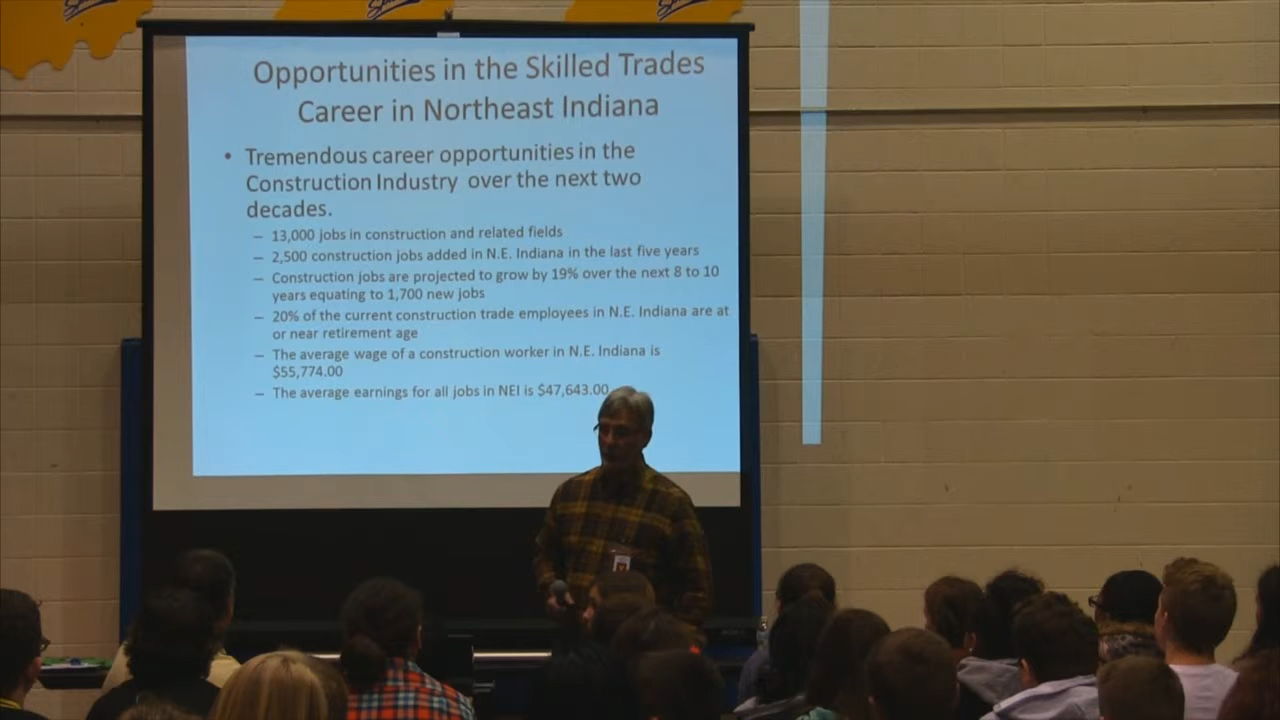 Opportunities in the Skilled Trades
Career in Northeast Indiana
• Tremendous career opportunities in the
Construction Industry over the next two
decades.
– 13,000 jobs in construction and related fields
– 2,500 construction jobs added in N.E. Indiana in the last five years
– Construction jobs are projected to grow by 19% over the next 8 to 10
years equating to 1,700 new jobs
– 20% of the current construction trade employees in N.E. Indiana are at
or near retirement age
– The average wage of a construction worker in N.E. Indiana is
$55,774.00
– The average earnings for all jobs in NEI is $47,643.00